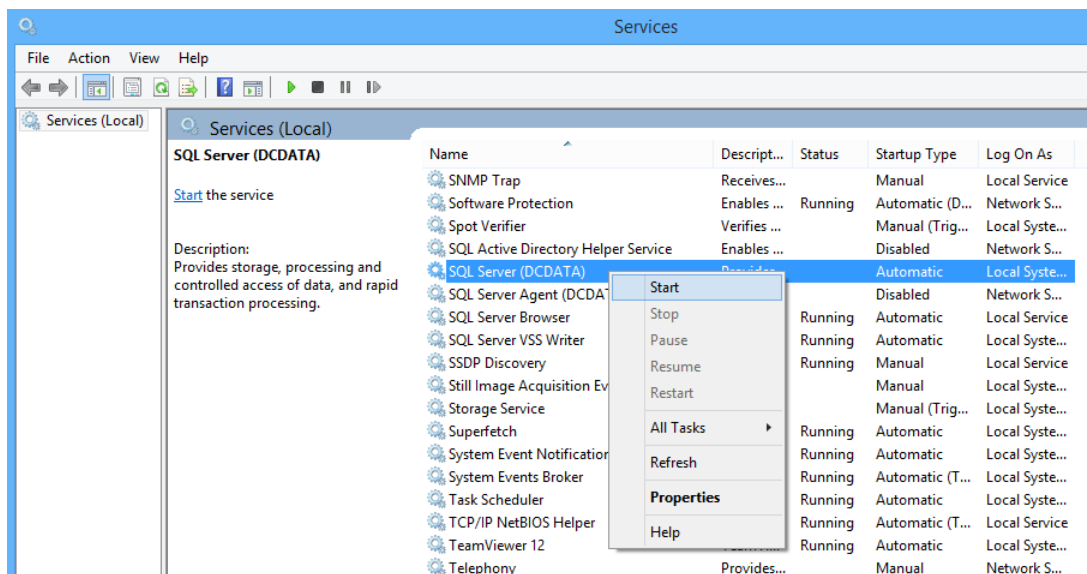 Services
File Action View Help
Services (Local)
Services (Local)
SQL Server (DCDATA)
Start the service
Description:
Provides storage, processing and
controlled access of data, and rapid
transaction processing.
Name Descript... Status Startup Type Log On As
SNMP Trap Receives... Manual Local Service
Software Protection Enables ... Running Automatic (D... Network S...
Spot Verifier Verifies ... Manual (Trig... Local Syste...
SQL Active Directory Helper Service Enables ... Disabled Network S...
SQL Server (DCDATA) Provides Automatic Local Syste...
SQL Server Agent (DCDAT Disabled Network S...
SQL Server Browser Running Automatic Local Service
SQL Server VSS Writer Running Automatic Local Syste...
SSDP Discovery Running Manual Local Service
Still Image Acquisition Ev Manual Local Syste...
Storage Service Manual (Trig... Local Syste...
Superfetch Running Automatic Local Syste...
System Event Notification Running Automatic Local Syste...
System Events Broker Running Automatic (T... Local Syste...
Task Scheduler Running Automatic Local Syste...
TCP/IP NetBIOS Helper Running Automatic (T... Local Service
TeamViewer 12 Running Automatic Local Syste...
Telephony Provides... Manual Network S...
Start
Stop
Pause
Resume
Restart
All Tasks
Refresh
Properties
Help